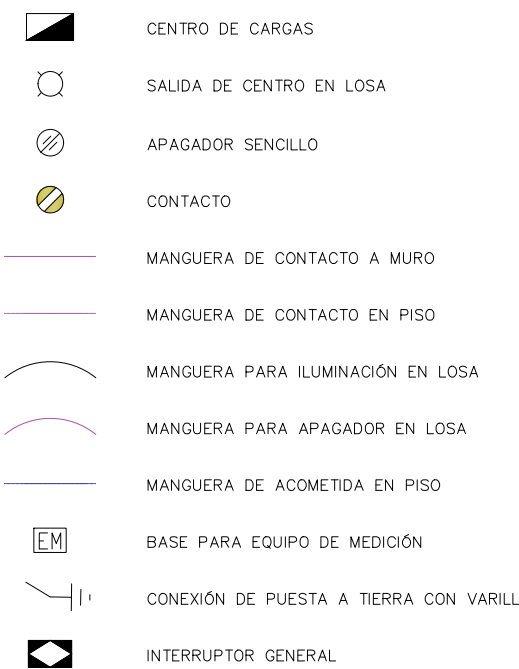 CENTRO DE CARGAS
SALIDA DE CENTRO EN LOSA
APAGADOR SENCILLO
CONTACTO
MANGUERA DE CONTACTO A MURO
MANGUERA DE CONTACTO EN PISO
MANGUERA PARA ILUMINACIÓN EN LOSA
MANGUERA PARA APAGADOR EN LOSA
MANGUERA DE ACOMETIDA EN PISO
EM BASE PARA EQUIPO DE MEDICIÓN
CONEXIÓN DE PUESTA A TIERRA CON VARILL
INTERRUPTOR GENERAL